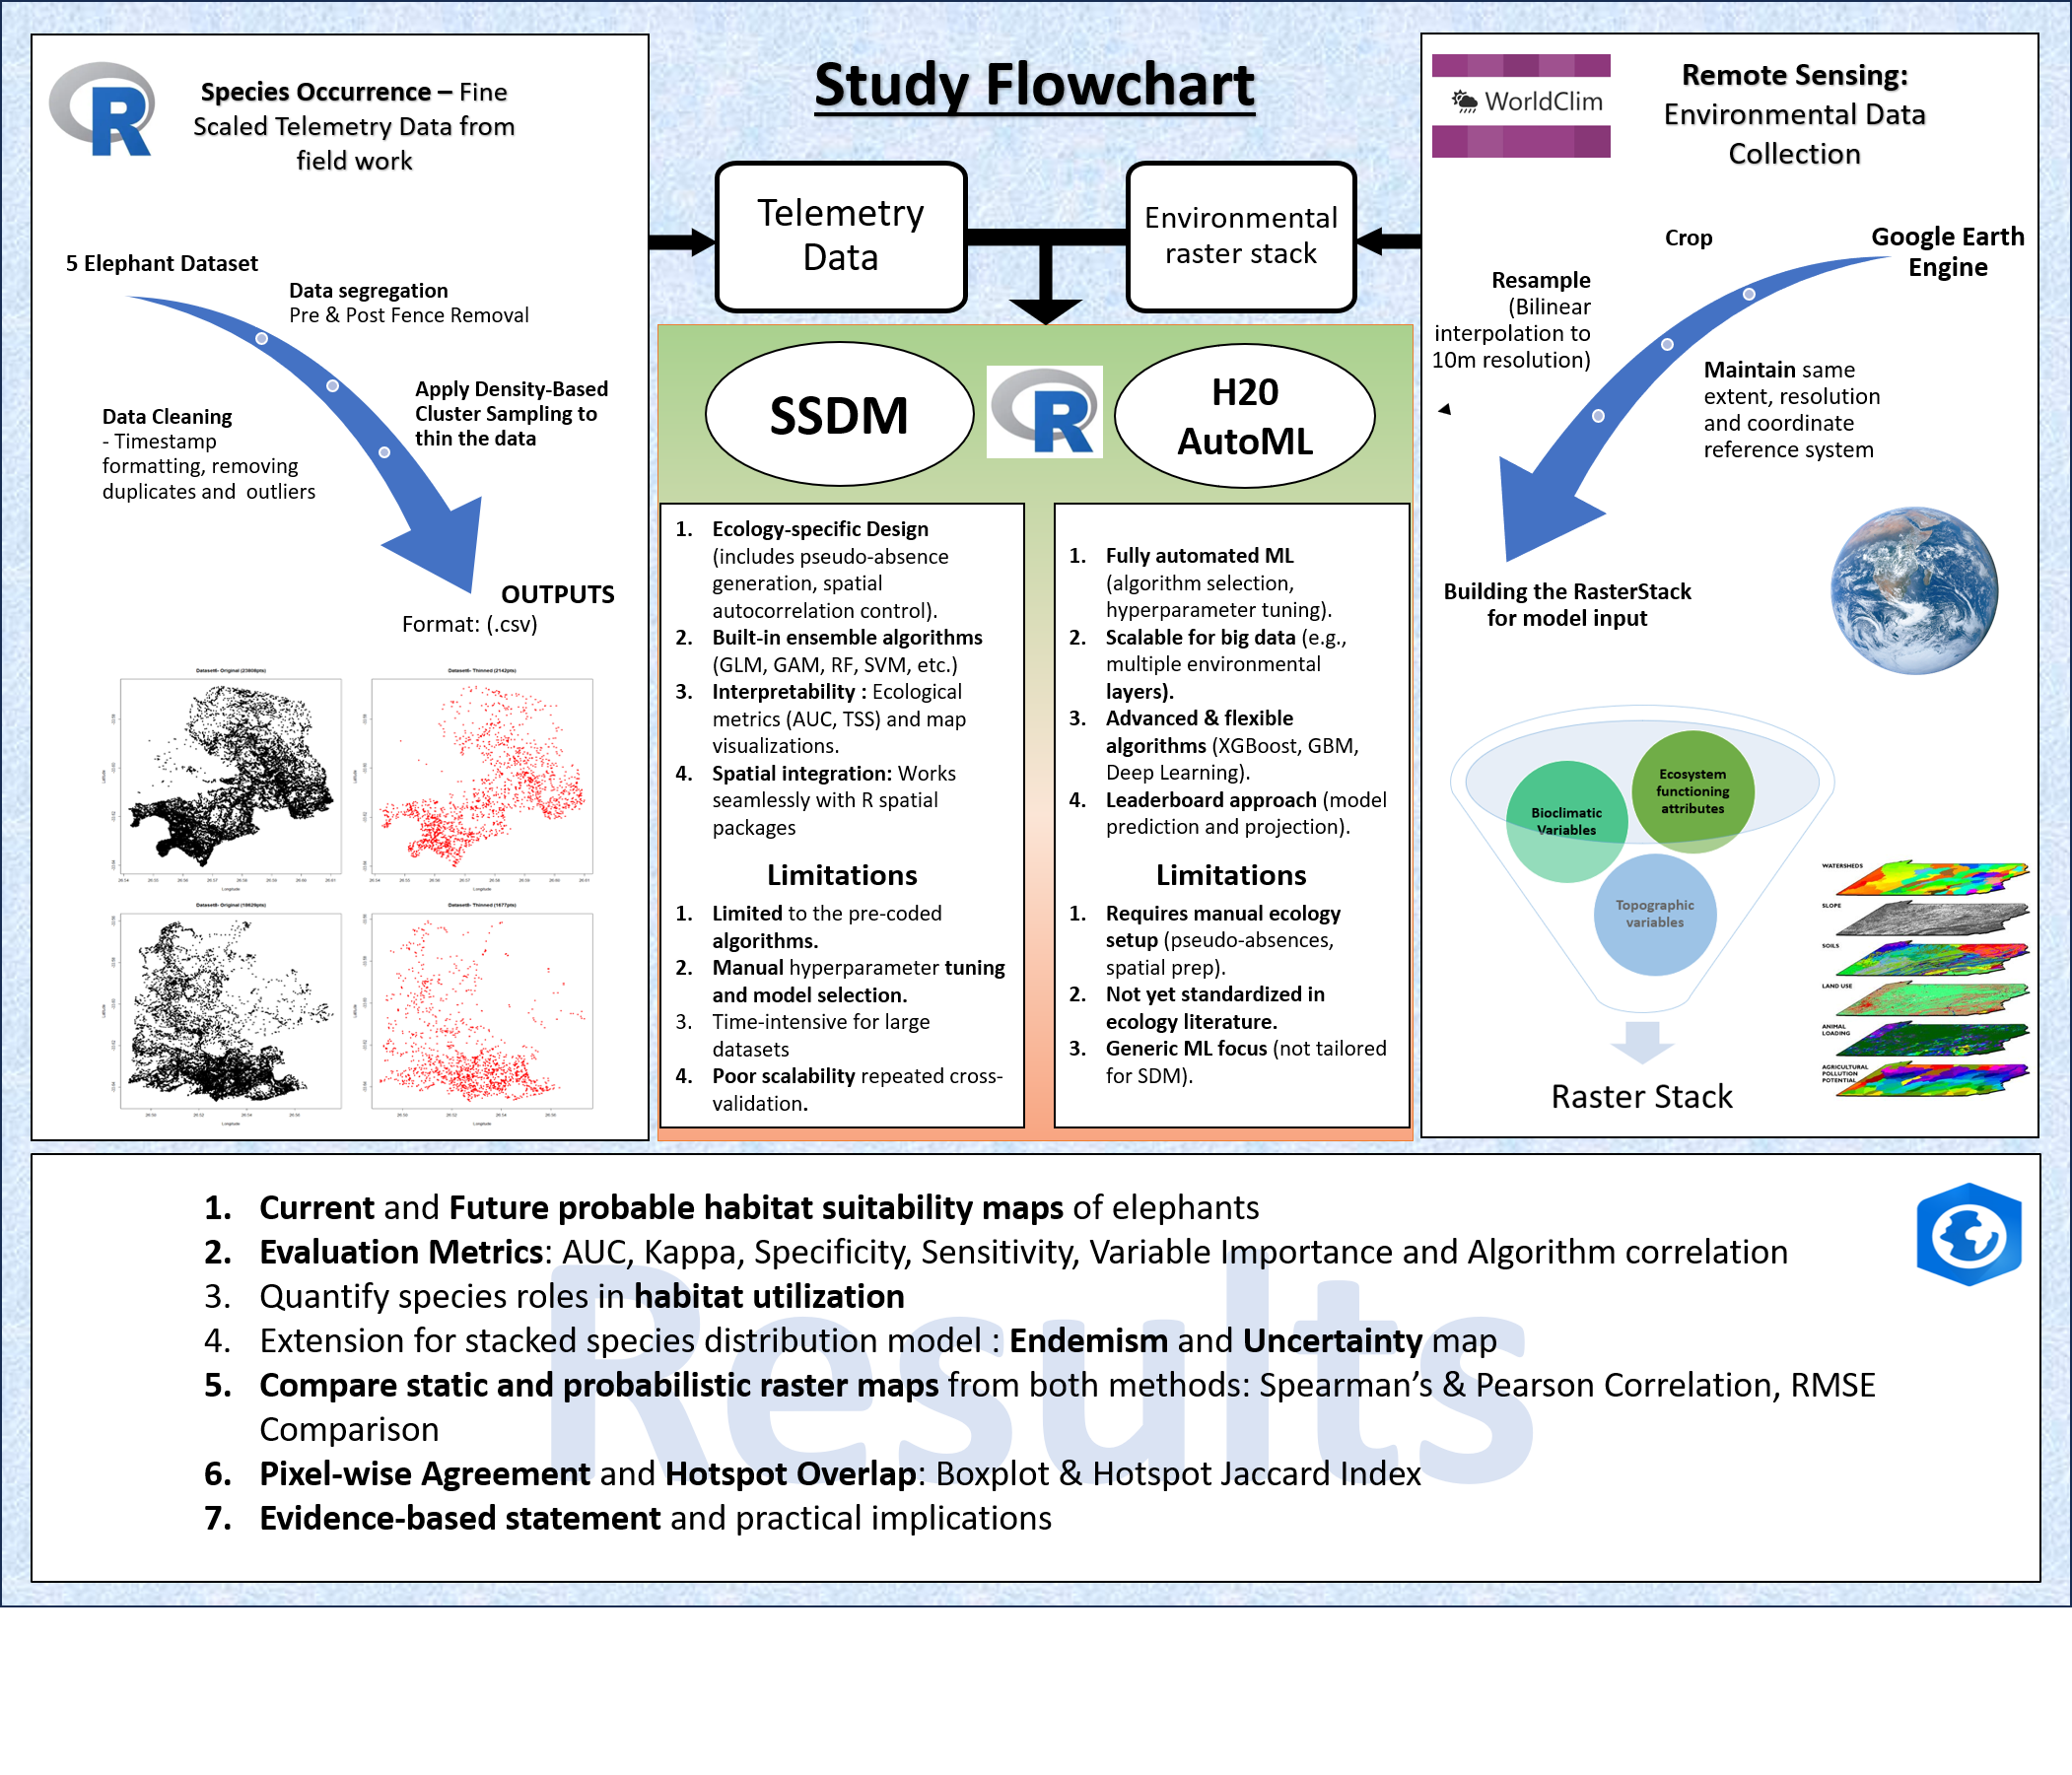 Study Flowchart
Species Occurrence – Fine
Scaled Telemetry Data from
field work
5 Elephant Dataset
Data segregation
Pre & Post Fence Removal
Data Cleaning
- Timestamp
formatting, removing
duplicates and outliers
Apply Density-Based
Cluster Sampling to
thin the data
OUTPUTS
Format: (.csv)
Longitude
Longitude
Longitude
Longitude
Telemetry
Data
Environmental
raster stack
SSDM
R
H20
AutoML
1. Ecology-specific Design
(includes pseudo-absence
generation, spatial
autocorrelation control).
2. Built-in ensemble algorithms
(GLM, GAM, RF, SVM, etc.)
3. Interpretability : Ecological
metrics (AUC, TSS) and map
visualizations.
4. Spatial integration: Works
seamlessly with R spatial
packages
Limitations
1. Limited to the pre-coded
algorithms.
2. Manual hyperparameter tuning
and model selection.
3. Time-intensive for large
datasets
4. Poor scalability repeated cross-
validation.
1. Fully automated ML
(algorithm selection,
hyperparameter tuning).
2. Scalable for big data (e.g.,
multiple environmental
layers).
3. Advanced & flexible
algorithms (XGBoost, GBM,
Deep Learning).
4. Leaderboard approach (model
prediction and projection).
Limitations
1. Requires manual ecology
setup (pseudo-absences,
spatial prep).
2. Not yet standardized in
ecology literature.
3. Generic ML focus (not tailored
for SDM).
R
WorldClim
Remote Sensing:
Environmental Data
Collection
Google Earth
Engine
Crop
Resample
(Bilinear
interpolation to
10m resolution)
Maintain same
extent, resolution
and coordinate
reference system
Building the RasterStack
for model input
Bioclimatic
Variables
Ecosystem
functioning
attributes
Topographic
variables
Raster Stack
WATERSHEDS
SLOPE
SOILS
LAND USE
ANIMAL
LOADING
AGRICULTURAL
POLLUTION
POTENTIAL
Results
1. Current and Future probable habitat suitability maps of elephants
2. Evaluation Metrics: AUC, Kappa, Specificity, Sensitivity, Variable Importance and Algorithm correlation
3. Quantify species roles in habitat utilization
4. Extension for stacked species distribution model : Endemism and Uncertainty map
5. Compare static and probabilistic raster maps from both methods: Spearman’s & Pearson Correlation, RMSE
Comparison
6. Pixel-wise Agreement and Hotspot Overlap: Boxplot & Hotspot Jaccard Index
7. Evidence-based statement and practical implications